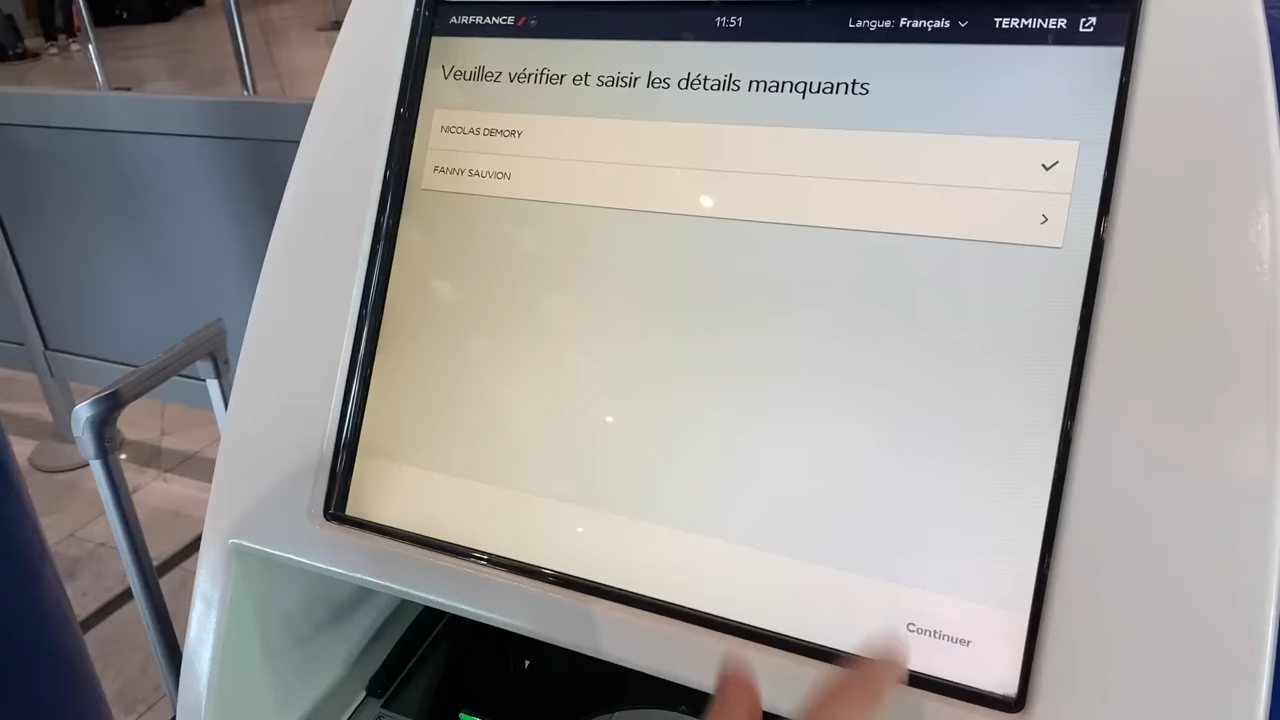 AIRFRANCE 11:51 Langue: Français TERMINER
Veuillez vérifier et saisir les détails manquants
NICOLAS DEMORY
FANNY SAUVION
Continuer